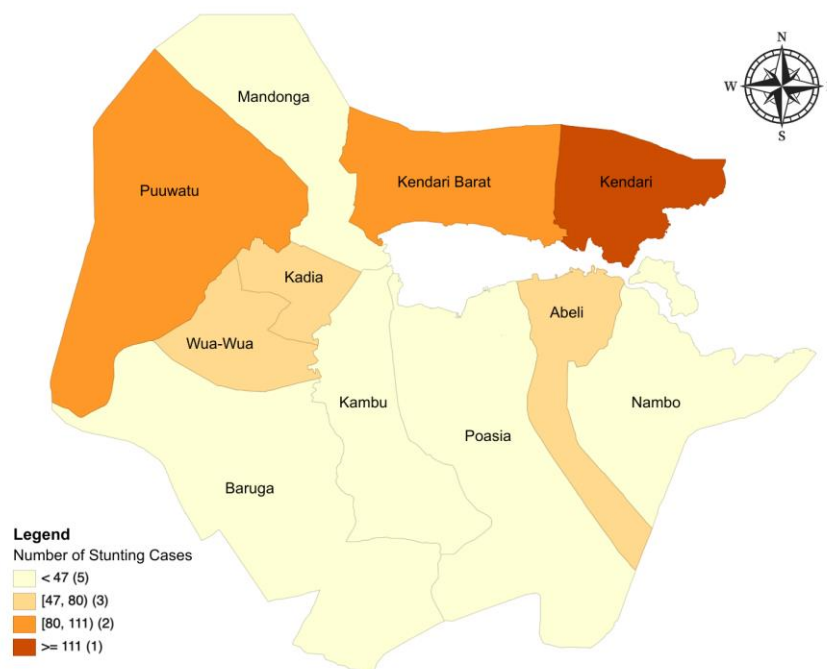 N
W
S
Mandonga
Puuwatu
Kendari Barat
Kendari
Kadia
Abeli
Wua-Wua
Kambu
Nambo
Poasia
Baruga
Legend
Number of Stunting Cases
< 47 (5)
[47, 80) (3)
[80, 111) (2)
>= 111 (1)